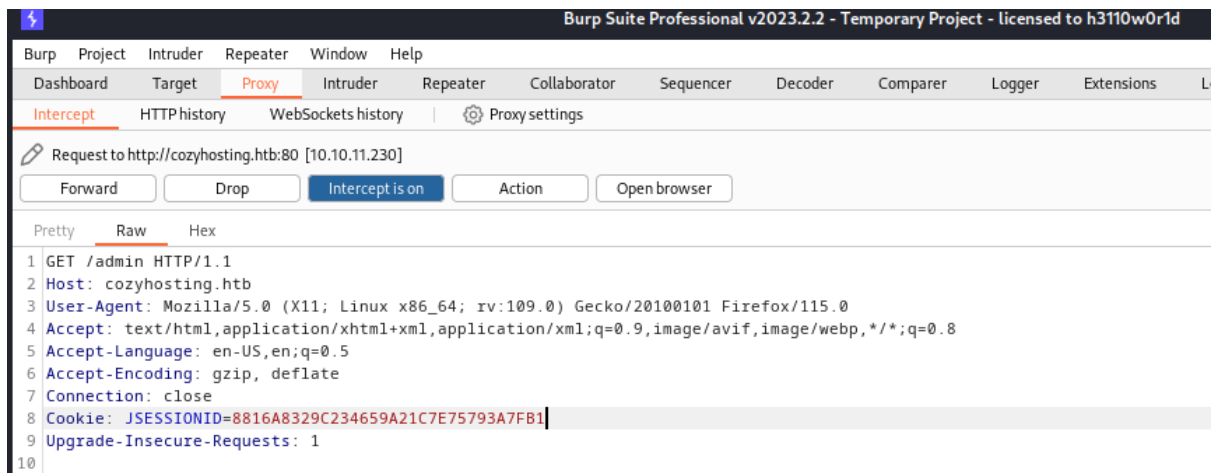 Burp Suite Professional v2023.2.2 - Temporary Project - licensed to h3110w0r1d
Burp Project Intruder Repeater Window Help
Dashboard Target Proxy Intruder Repeater Collaborator Sequencer Decoder Comparer Logger Extensions
Intercept HTTP history WebSockets history Proxy settings
Request to http://cozyhosting.htb:80 [10.10.11.230]
Forward Drop Intercept is on Action Open browser
Pretty Raw Hex
1 GET /admin HTTP/1.1
2 Host: cozyhosting.htb
3 User-Agent: Mozilla/5.0 (X11; Linux x86_64; rv:109.0) Gecko/20100101 Firefox/115.0
4 Accept: text/html,application/xhtml+xml,application/xml;q=0.9,image/avif,image/webp,*/*;q=0.8
5 Accept-Language: en-US,en;q=0.5
6 Accept-Encoding: gzip, deflate
7 Connection: close
8 Cookie: JSESSIONID=8816A8329C234659A21C7E75793A7FB1
9 Upgrade-Insecure-Requests: 1
10